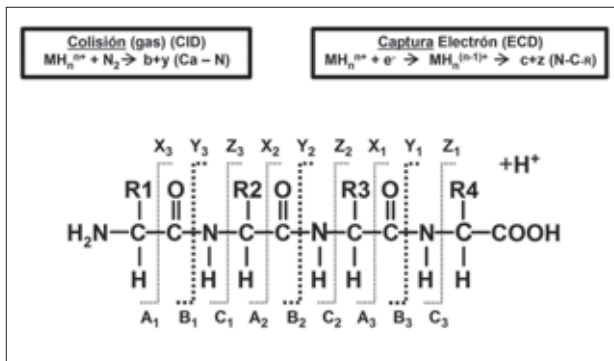 Colisión (gas) (CID)
MHₙⁿ⁺ + N₂→ b+y (Ca – N)
Captura Electrón (ECD)
MHₙⁿ⁺ + e⁻ → MHₙ⁽ⁿ⁻¹⁾⁺ → c+z (N-C-R)
X₃ Y₃ Z₃ X₂ Y₂ Z₂ X₁ Y₁ Z₁
+H⁺
R1 O R2 O R3 O R4
H₂N–C–C–N–C–C–N–C–C–N–C–COOH
H H H H H H H
A₁ B₁ C₁ A₂ B₂ C₂ A₃ B₃ C₃